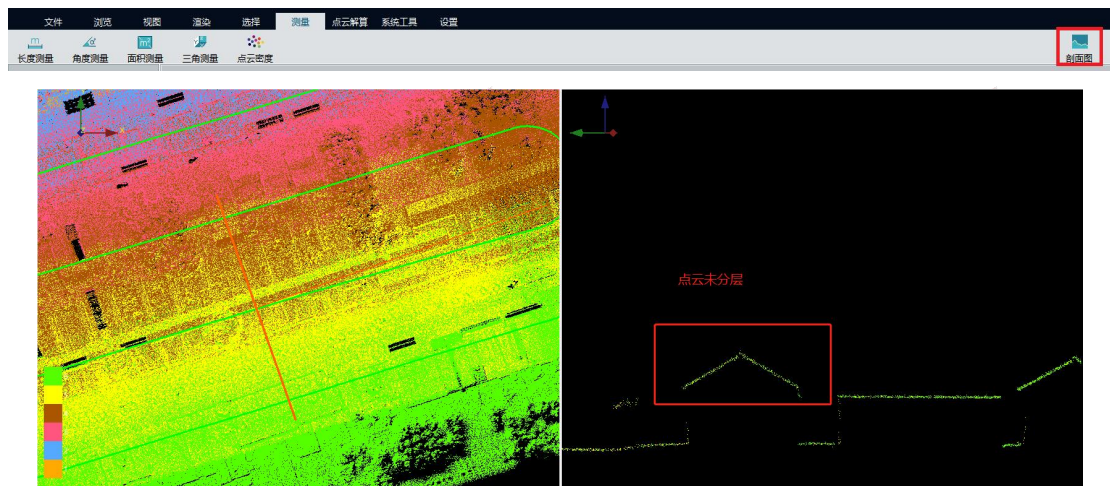 文件 浏览 视图 渲染 选择 测量 点云解算 系统工具 设置
长度测量 角度测量 面积测量 三角测量 点云密度 剖面图
点云未分层